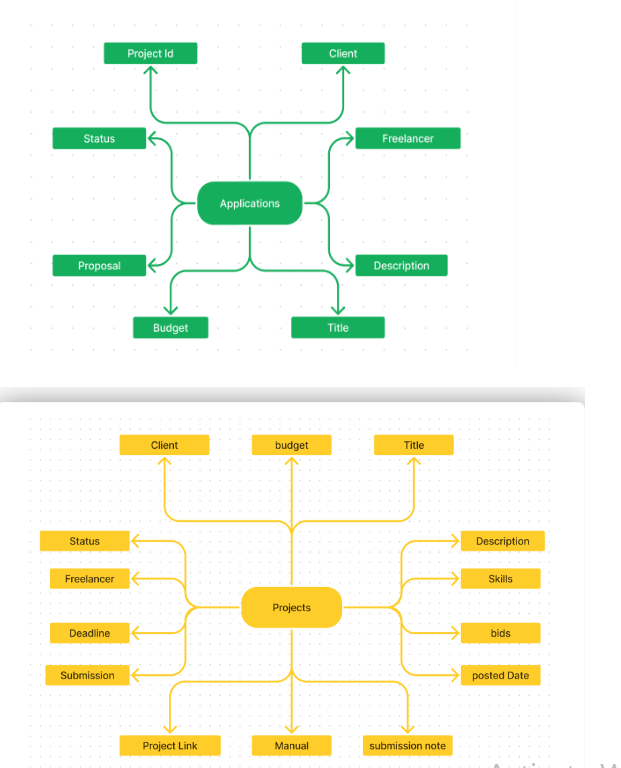 Project Id
Client
Status
Freelancer
Applications
Proposal
Description
Budget
Title
Client
budget
Title
Status
Description
Freelancer
Skills
Projects
Deadline
bids
Submission
posted Date
Project Link
Manual
submission note